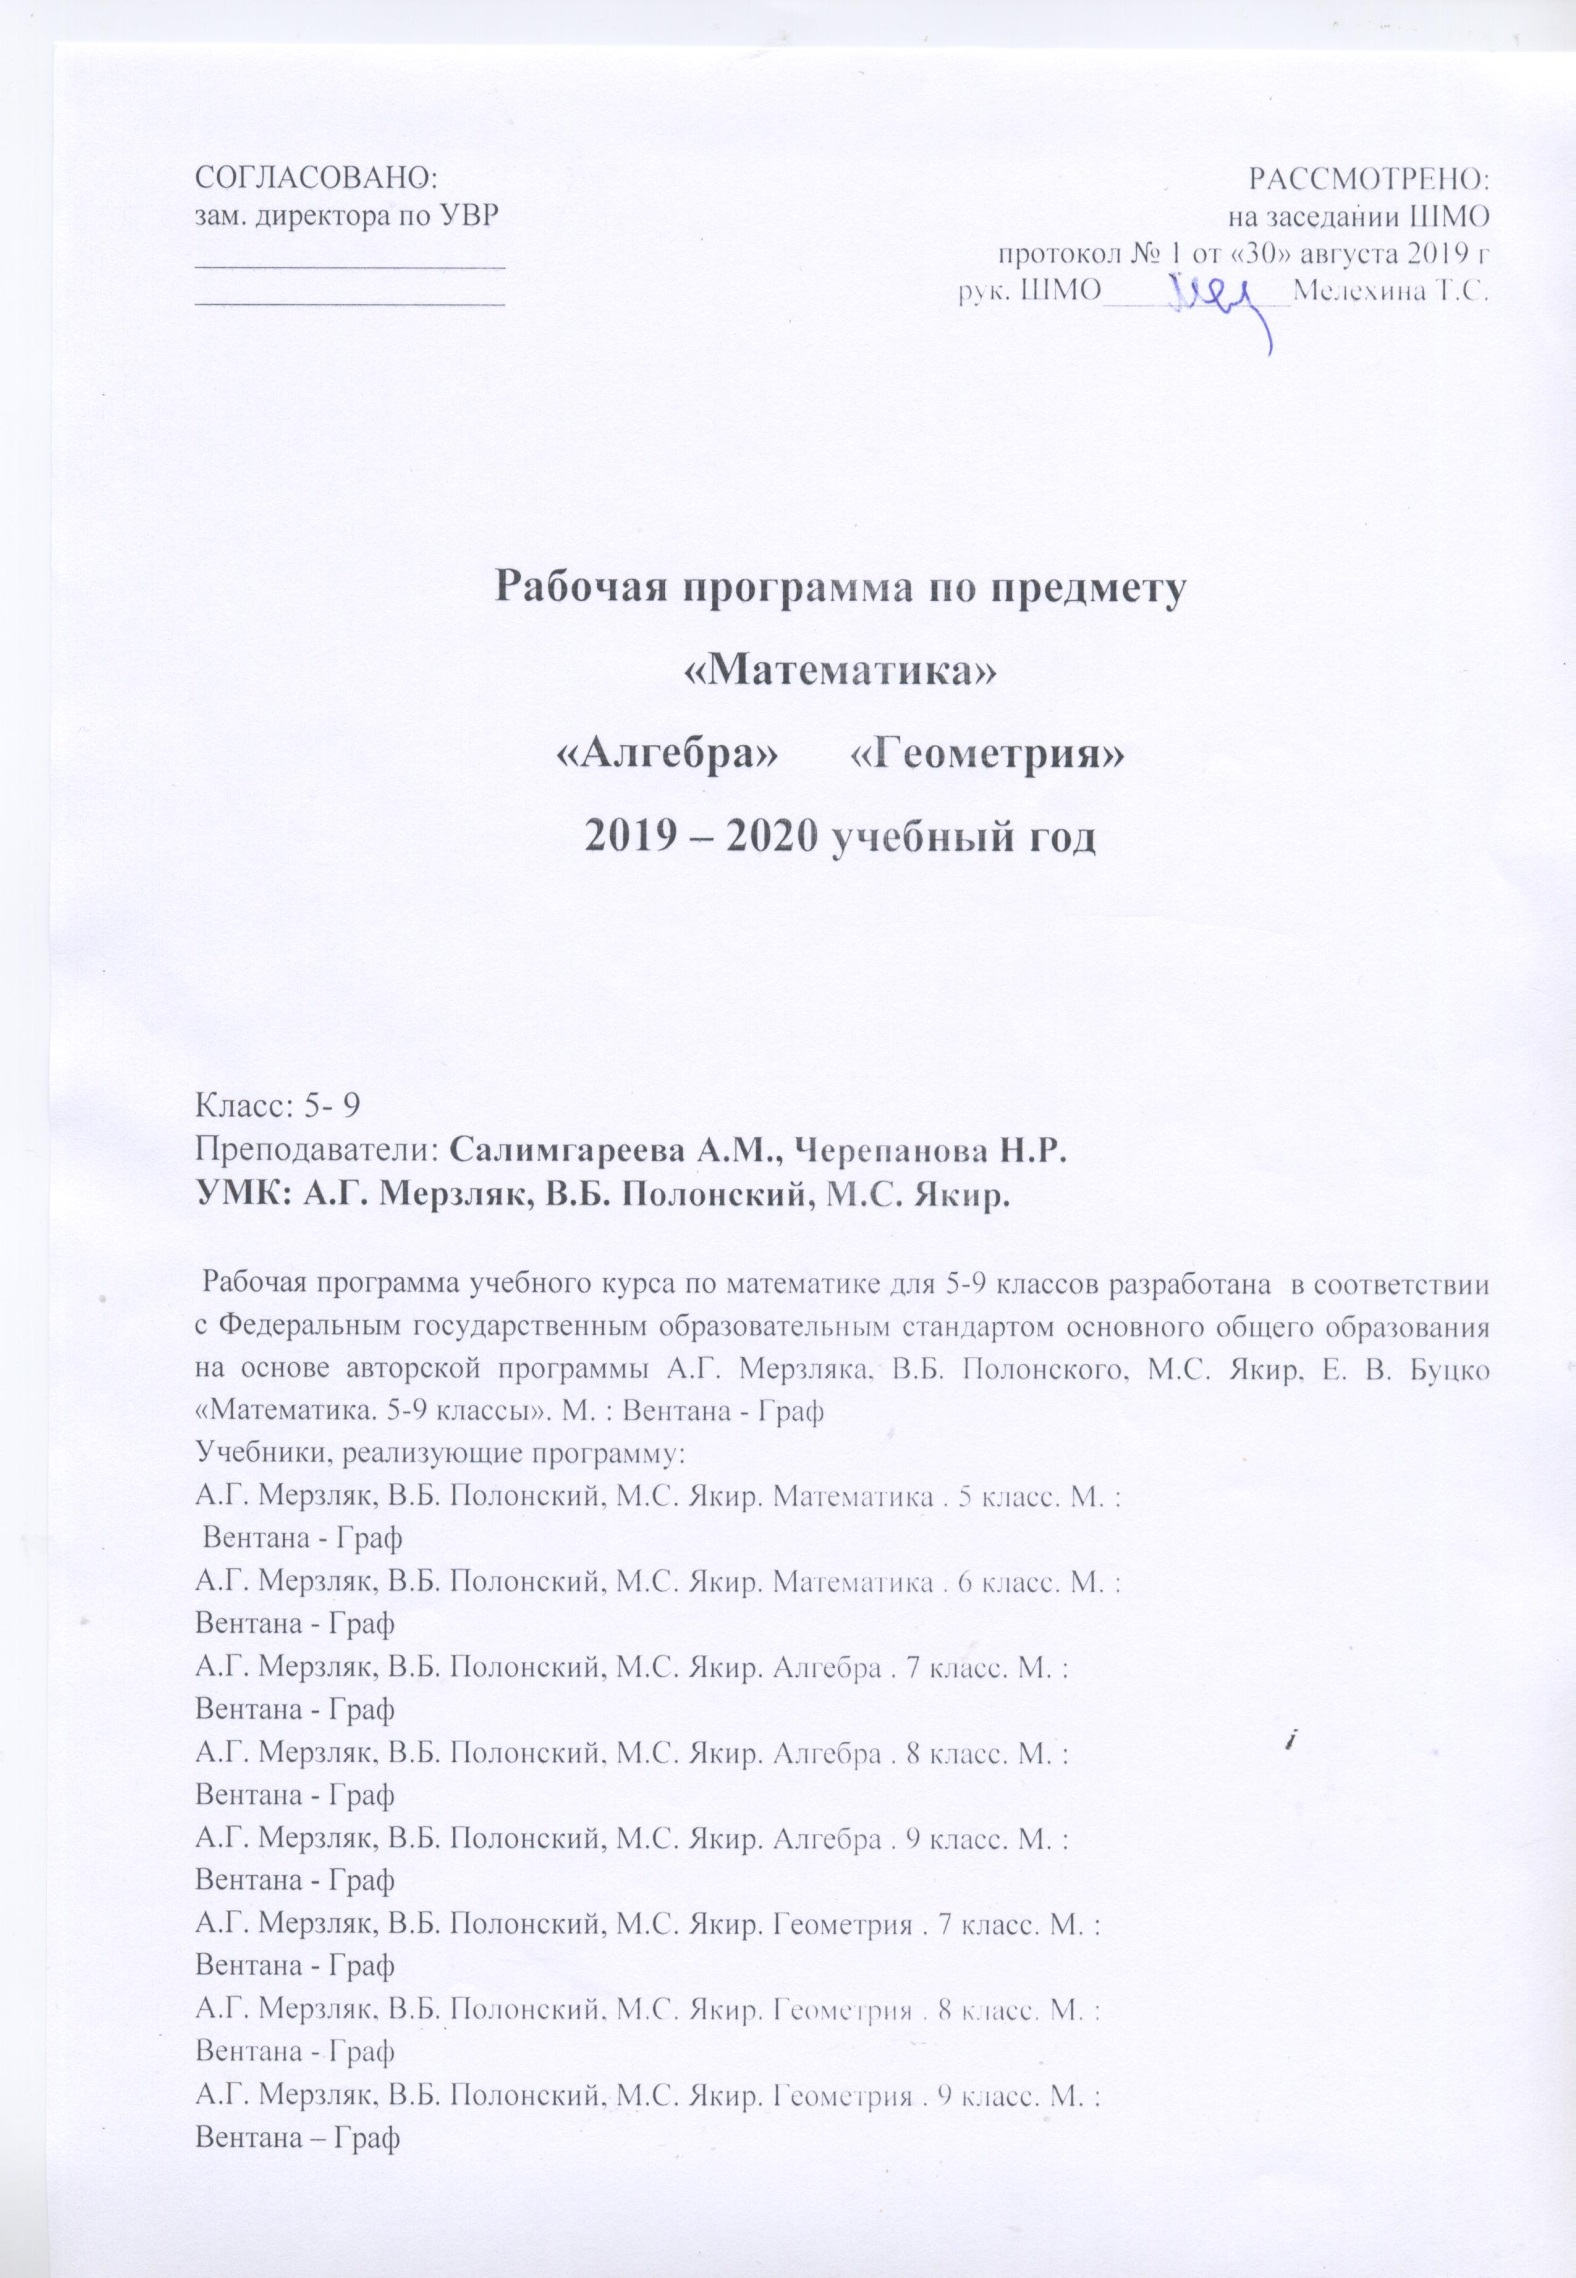 СОГЛАСОВАНО:
зам. директора по УВР
РАССМОТРЕНО:
на заседании ШМО
протокол № 1 от «30» августа 2019 г
рук. ШМО____________Мелехина Т.С.
Рабочая программа по предмету
«Математика»
«Алгебра» «Геометрия»
2019 – 2020 учебный год
Класс: 5- 9
Преподаватели: Салимгареева А.М., Черепанова Н.Р.
УМК: А.Г. Мерзляк, В.Б. Полонский, М.С. Якир.
Рабочая программа учебного курса по математике для 5-9 классов разработана в соответствии
с Федеральным государственным образовательным стандартом основного общего образования
на основе авторской программы А.Г. Мерзляка, В.Б. Полонского, М.С. Якир, Е. В. Буцко
«Математика. 5-9 классы». М. : Вентана - Граф
Учебники, реализующие программу:
А.Г. Мерзляк, В.Б. Полонский, М.С. Якир. Математика . 5 класс. М. :
Вентана - Граф
А.Г. Мерзляк, В.Б. Полонский, М.С. Якир. Математика . 6 класс. М. :
Вентана - Граф
А.Г. Мерзляк, В.Б. Полонский, М.С. Якир. Алгебра . 7 класс. М. :
Вентана - Граф
А.Г. Мерзляк, В.Б. Полонский, М.С. Якир. Алгебра . 8 класс. М. :
Вентана - Граф
А.Г. Мерзляк, В.Б. Полонский, М.С. Якир. Алгебра . 9 класс. М. :
Вентана - Граф
А.Г. Мерзляк, В.Б. Полонский, М.С. Якир. Геометрия . 7 класс. М. :
Вентана - Граф
А.Г. Мерзляк, В.Б. Полонский, М.С. Якир. Геометрия . 8 класс. М. :
Вентана - Граф
А.Г. Мерзляк, В.Б. Полонский, М.С. Якир. Геометрия . 9 класс. М. :
Вентана – Граф